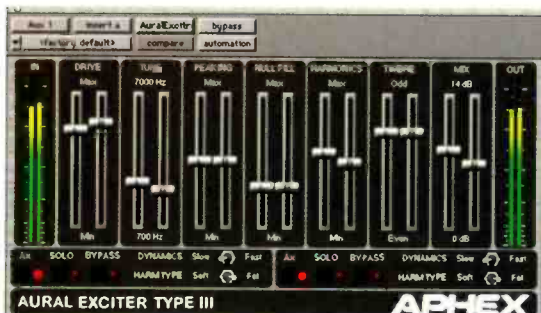 Aux 1 insert a AuralExcitr bypass
<factory default> compare automation
IN DRIVE TUNE PEAKING NULL FILL HARMONICS TIMBRE MIX OUT
Max 7000 Hz Max Max Max Odd 14 dB
Min 700 Hz Min Min Min Even 0 dB
Ax SOLO BYPASS DYNAMICS Slow Fast Ax SOLO BYPASS DYNAMICS Slow Fast
HARM TYPE Soft Full HARM TYPE Soft Full
AURAL EXCITER TYPE III APHEX